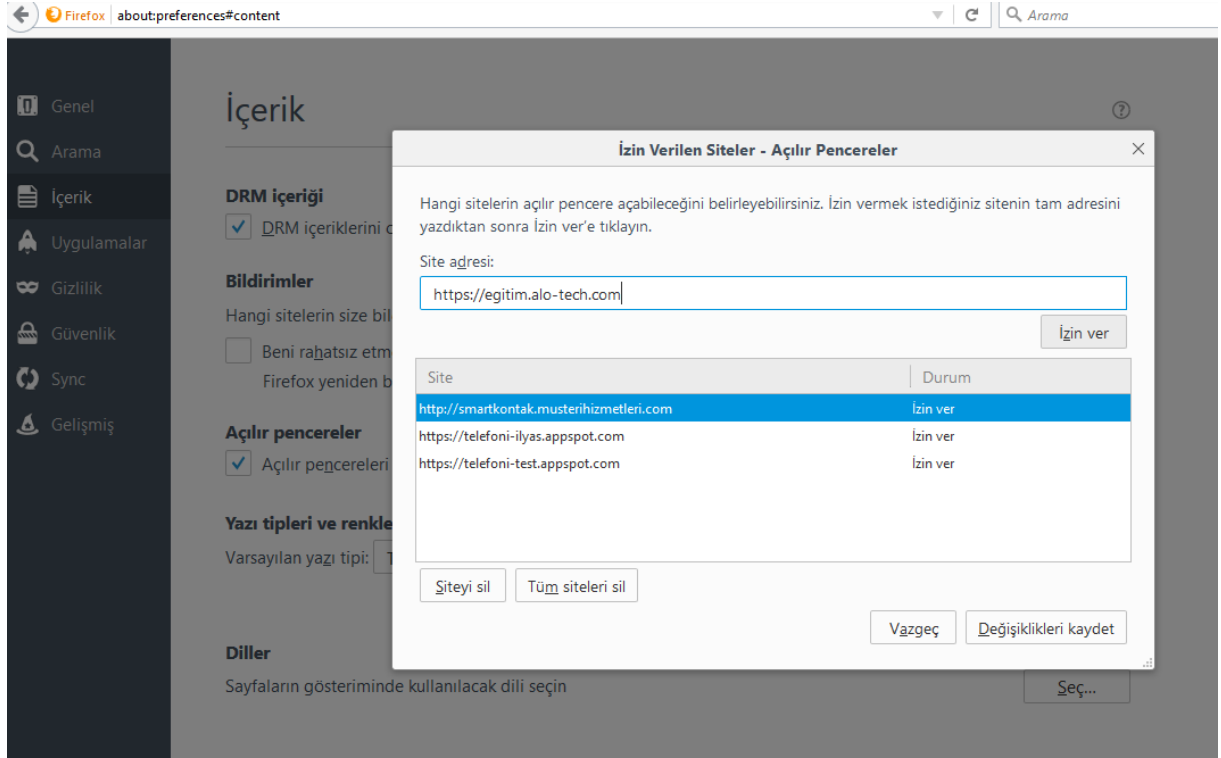 Firefox about:preferences#content
Arama
Genel
Arama
İçerik
Uygulamalar
Gizlilik
Güvenlik
Sync
Gelişmiş
İçerik
DRM içeriği
DRM içeriklerini
Bildirimler
Hangi sitelerin size
Beni rahatsız
Firefox yeniden
Açılır pencereler
Açılır pencereleri
Yazı tipleri ve
Varsayılan yazı tipi:
Diller
Sayfaların gösteriminde kullanılacak dili seçin
Seç...
İzin Verilen Siteler - Açılır Pencereler
Hangi sitelerin açılır pencere açabileceğini belirleyebilirsiniz. İzin vermek istediğiniz sitenin tam adresini
yazdıktan sonra İzin ver’e tıklayın.
Site adresi:
https://egitim.alo-tech.com
İzin ver
Site Durum
http://smartkontak.musterihizmetleri.com İzin ver
https://telefoni-ilyas.appspot.com İzin ver
https://telefoni-test.appspot.com İzin ver
Siteyi sil Tüm siteleri sil
Vazgeç Değişiklikleri kaydet